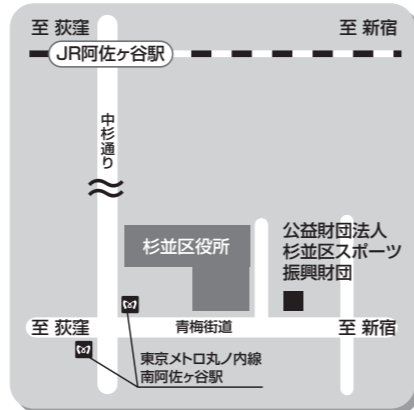 至 荻窪
至 新宿
JR阿佐ヶ谷駅
中杉通り
杉並区役所
公益財団法人
杉並区スポーツ
振興財団
至 荻窪
青梅街道
至 新宿
東京メトロ丸ノ内線
南阿佐ヶ谷駅